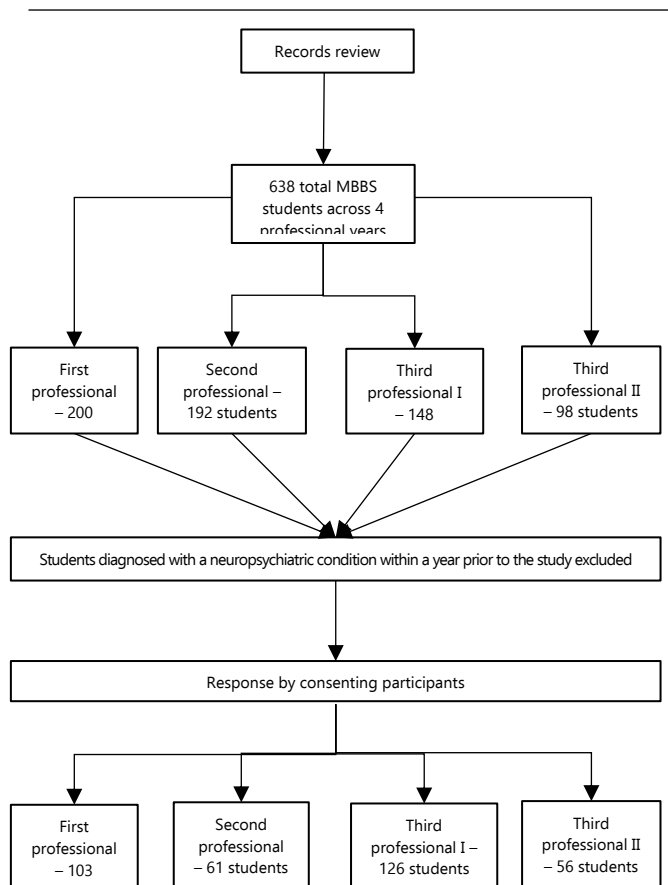 Records review
638 total MBBS
students across 4
professional years
First
professional
– 200
Second
professional –
192 students
Third
professional I
– 148
Third
professional II
– 98 students
Students diagnosed with a neuropsychiatric condition within a year prior to the study excluded
Response by consenting participants
First
professional
– 103
Second
professional
– 61 students
Third
professional I –
126 students
Third
professional II
– 56 students